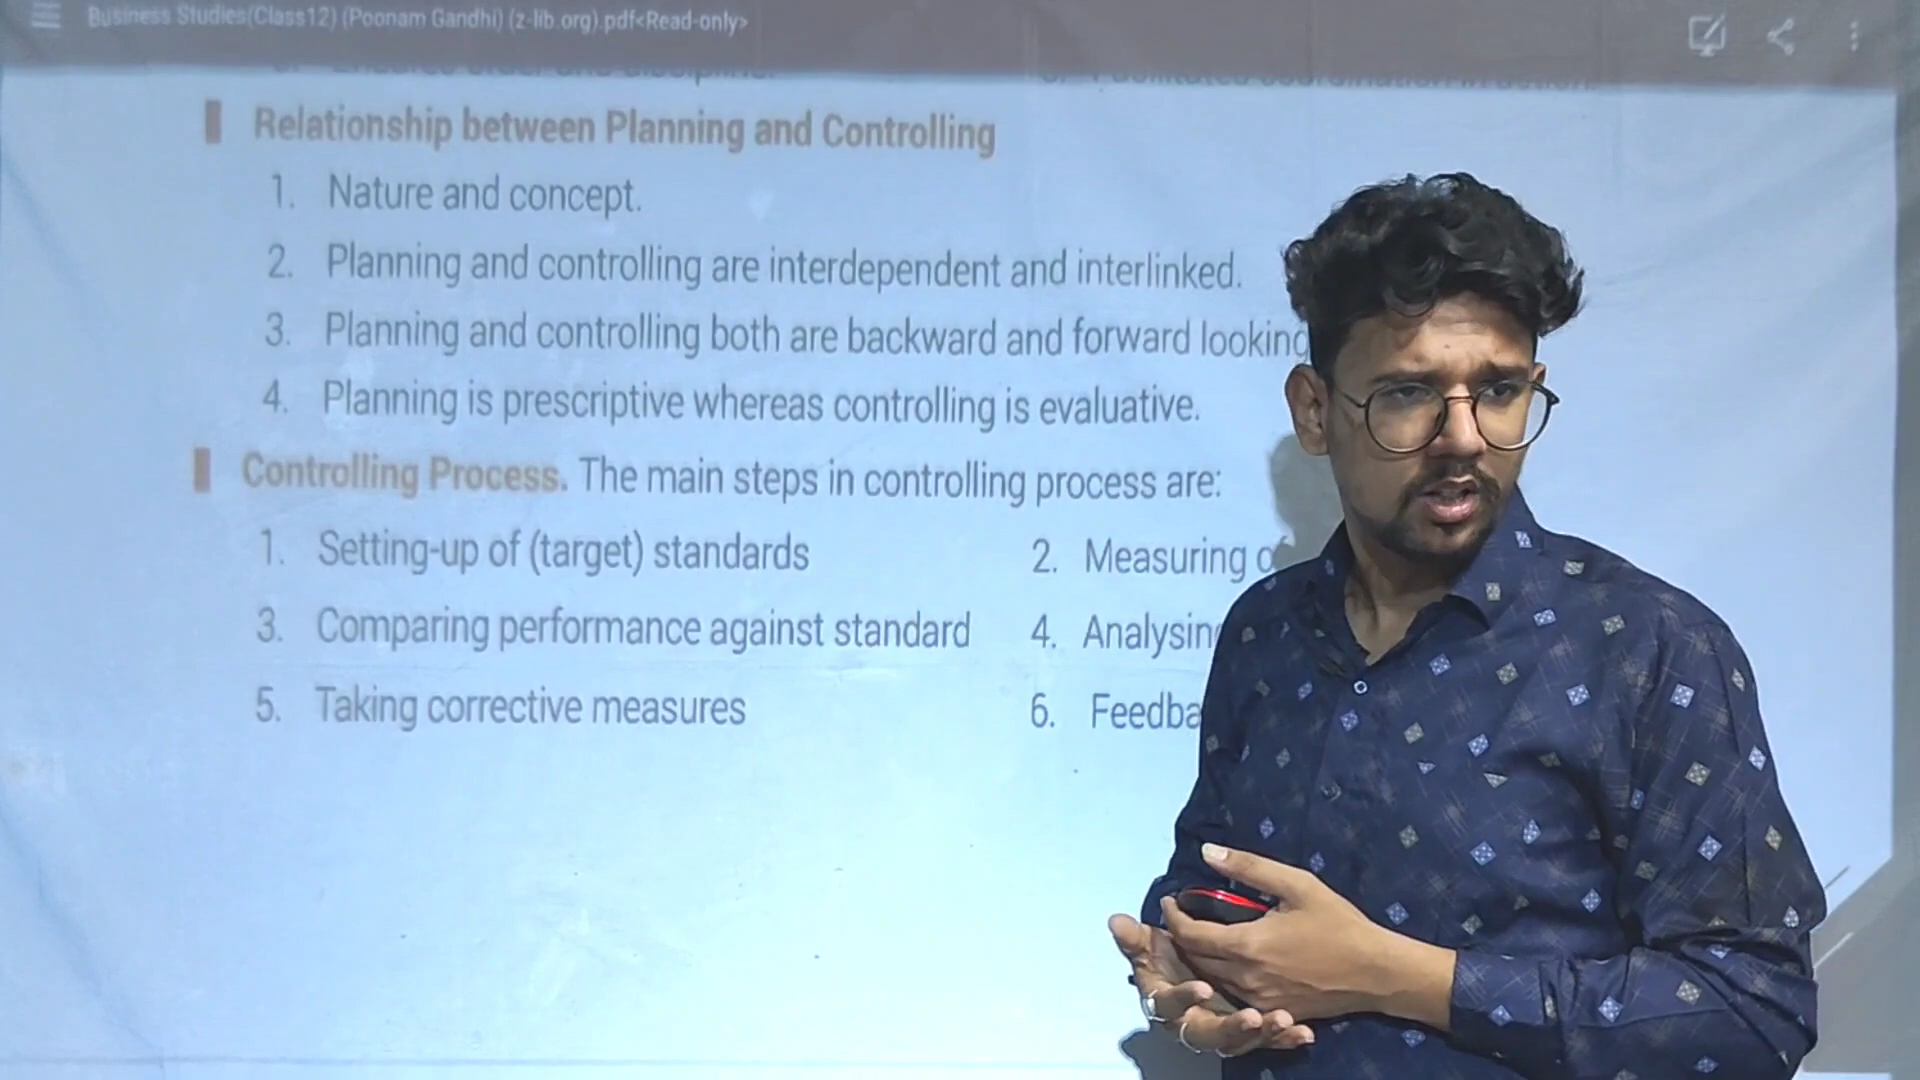 Business Studies(Class12) (Poonam Gandhi) (z-lib.org).pdf<Read-only>
Relationship between Planning and Controlling
1. Nature and concept.
2. Planning and controlling are interdependent and interlinked.
3. Planning and controlling both are backward and forward looking
4. Planning is prescriptive whereas controlling is evaluative.
Controlling Process. The main steps in controlling process are:
1. Setting-up of (target) standards 2. Measuring
3. Comparing performance against standard 4.
5. Taking corrective measures 6.